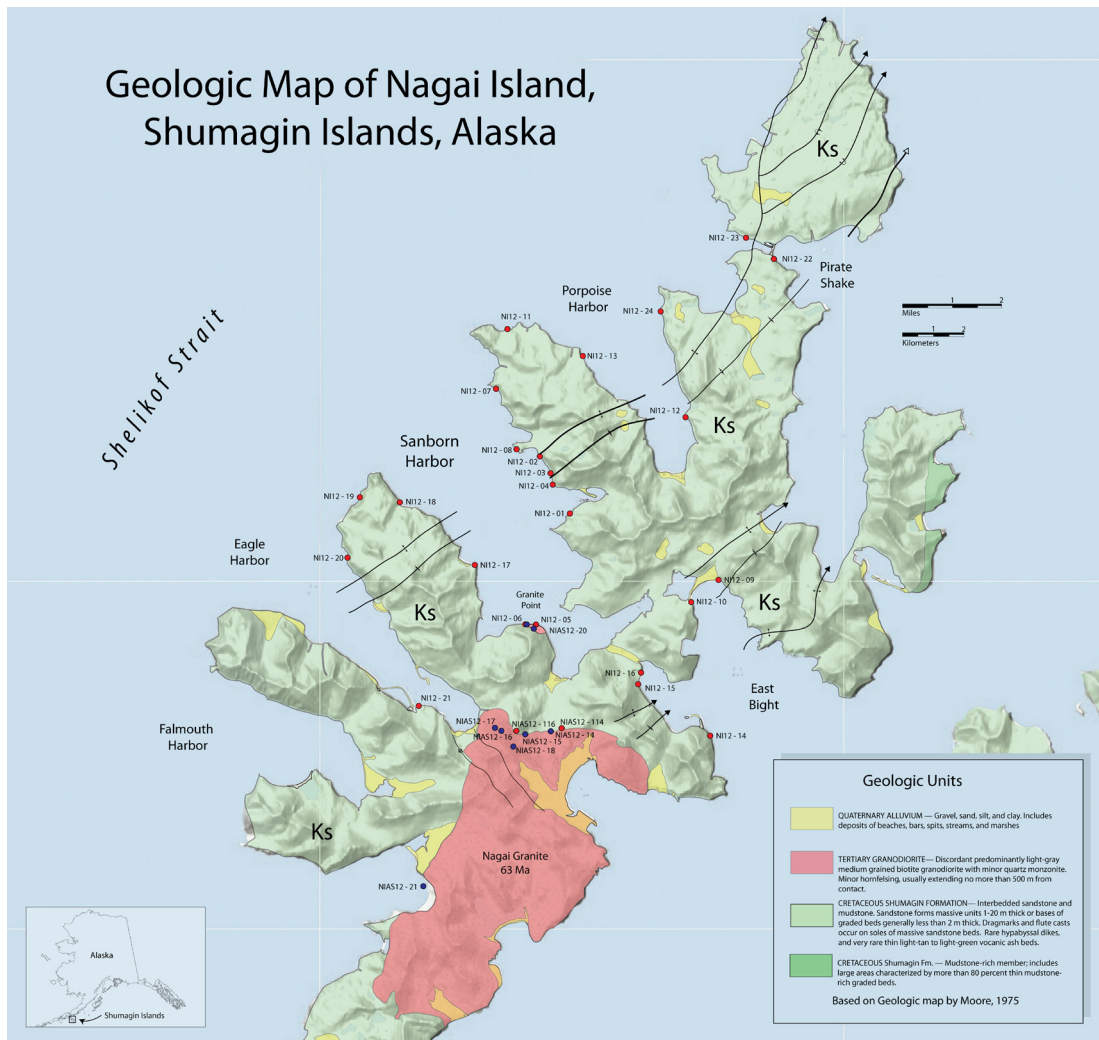 Geologic Map of Nagai Island,
Shumagin Islands, Alaska
Ks
NI12 - 23
NI12 - 22
Pirate
Shake
Porpoise
Harbor
NI12 - 24
1 2
Miles
1 2
Kilometers
NI12 - 11
NI12 - 13
Shelikof Strait
NI12 - 07
NI12 - 12
Ks
Sanborn
Harbor
NI12 - 08
NI12 - 02
NI12 - 03
NI12 - 04
NI12 - 01
NI12 - 19
NI12 - 18
Eagle
Harbor
NI12 - 20
NI12 - 17
NI12 - 09
NI12 - 10
Ks
Ks
Granite
Point
NI12 - 06
NI12 - 05
NIAS12 -20
NI12 - 16
NI12 - 15
East
Bight
NI12 - 21
Falmouth
Harbor
NIAS12 - 17
NIAS12 - 116
NIAS12 - 114
NIAS12 - 16
NIAS12 - 15
NIAS12 - 14
NIAS12 - 18
NI12 - 14
Ks
Nagai Granite
63 Ma
NIAS12 - 21
Geologic Units
QUATERNARY ALLUVIUM — Gravel, sand, silt, and clay. Includes
deposits of beaches, bars, spits, streams, and marshes
TERTIARY GRANODIORITE— Discordant predominantly light-gray
medium grained biotite granodiorite with minor quartz monzonite.
Minor hornfelsing, usually extending no more than 500 m from
contact.
CRETACEOUS SHUMAGIN FORMATION — Interbedded sandstone and
mudstone. Sandstone forms massive units 1-20 m thick or bases of
graded beds generally less than 2 m thick. Dragmarks and flute casts
occur on soles of massive sandstone beds. Rare hypabyssal dikes,
and very rare thin light-tan to light-green vocanic ash beds.
CRETACEOUS Shumagin Fm. — Mudstone-rich member; includes
large areas characterized by more than 80 percent thin mudstone-
rich graded beds.
Based on Geologic map by Moore, 1975
Alaska
Shumagin Islands